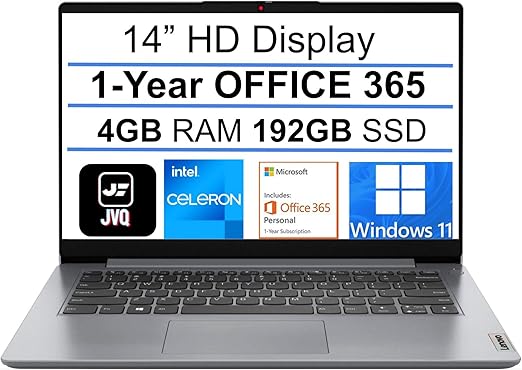 14” HD Display
1-Year OFFICE 365
4GB RAM 192GB SSD
JVQ
intel.
CELERON
Microsoft
Includes:
Office 365
Personal
1-Year Subscription
Windows 11
Lenovo